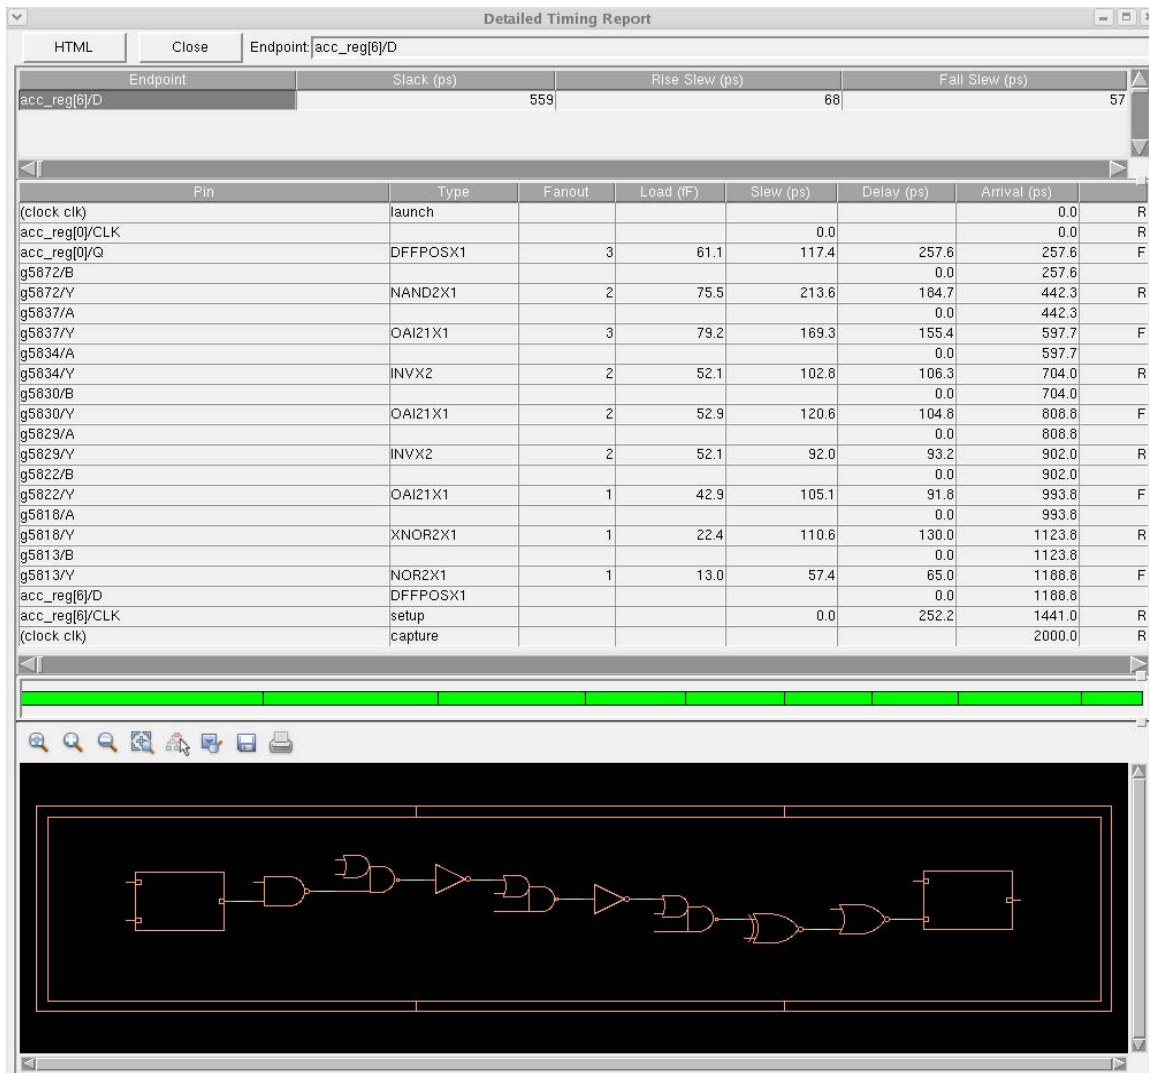 Detailed Timing Report
HTML Close Endpoint: acc_reg[6]/D
Endpoint Slack (ps) Rise Slew (ps) Fall Slew (ps)
acc_reg[6]/D 559 68 57
Pin Type Fanout Load (fF) Slew (ps) Delay (ps) Arrival (ps)
(clock clk) launch 0.0 R
acc_reg[0]/CLK 0.0 0.0 R
acc_reg[0]/Q DFFPOSX1 3 61.1 117.4 257.6 257.6 F
g5872/B 0.0 257.6
g5872/Y NAND2X1 2 75.5 213.6 184.7 442.3 R
g5837/A 0.0 442.3
g5837/Y OAI21X1 3 79.2 169.3 155.4 597.7 F
g5834/A 0.0 597.7
g5834/Y INVX2 2 52.1 102.8 106.3 704.0 R
g5830/B 0.0 704.0
g5830/Y OAI21X1 2 52.9 120.6 104.8 808.8 F
g5829/A 0.0 808.8
g5829/Y INVX2 2 52.1 92.0 93.2 902.0 R
g5822/B 0.0 902.0
g5822/Y OAI21X1 1 42.9 105.1 91.8 993.8 F
g5818/A 0.0 993.8
g5818/Y XNOR2X1 1 22.4 110.6 130.0 1123.8 R
g5813/B 0.0 1123.8
g5813/Y NOR2X1 1 13.0 57.4 65.0 1188.8 F
acc_reg[6]/D DFFPOSX1 0.0 1188.8
acc_reg[6]/CLK setup 0.0 252.2 1441.0 R
(clock clk) capture 2000.0 R